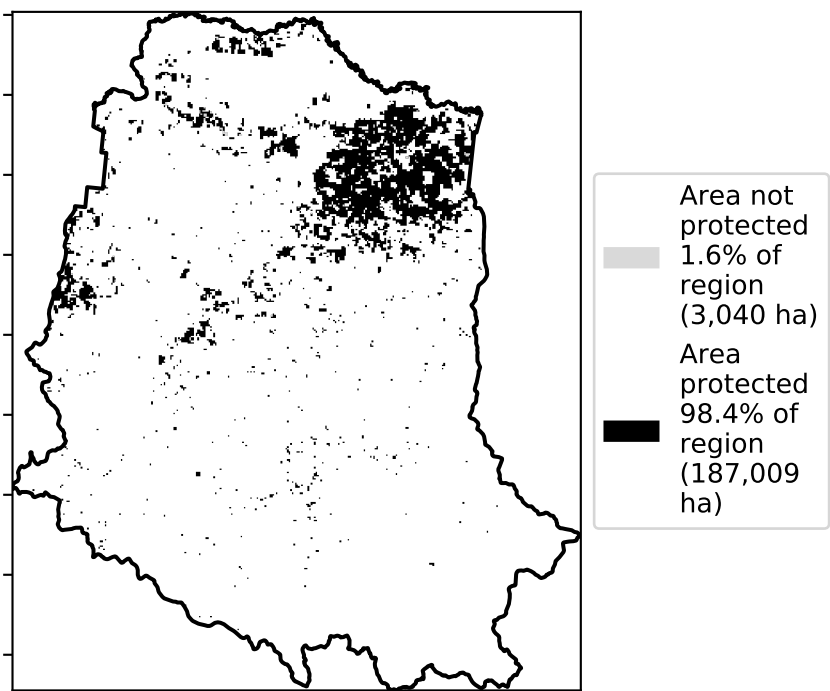 Area not
protected
1.6% of
region
(3,040 ha)
Area
protected
98.4% of
region
(187,009
ha)